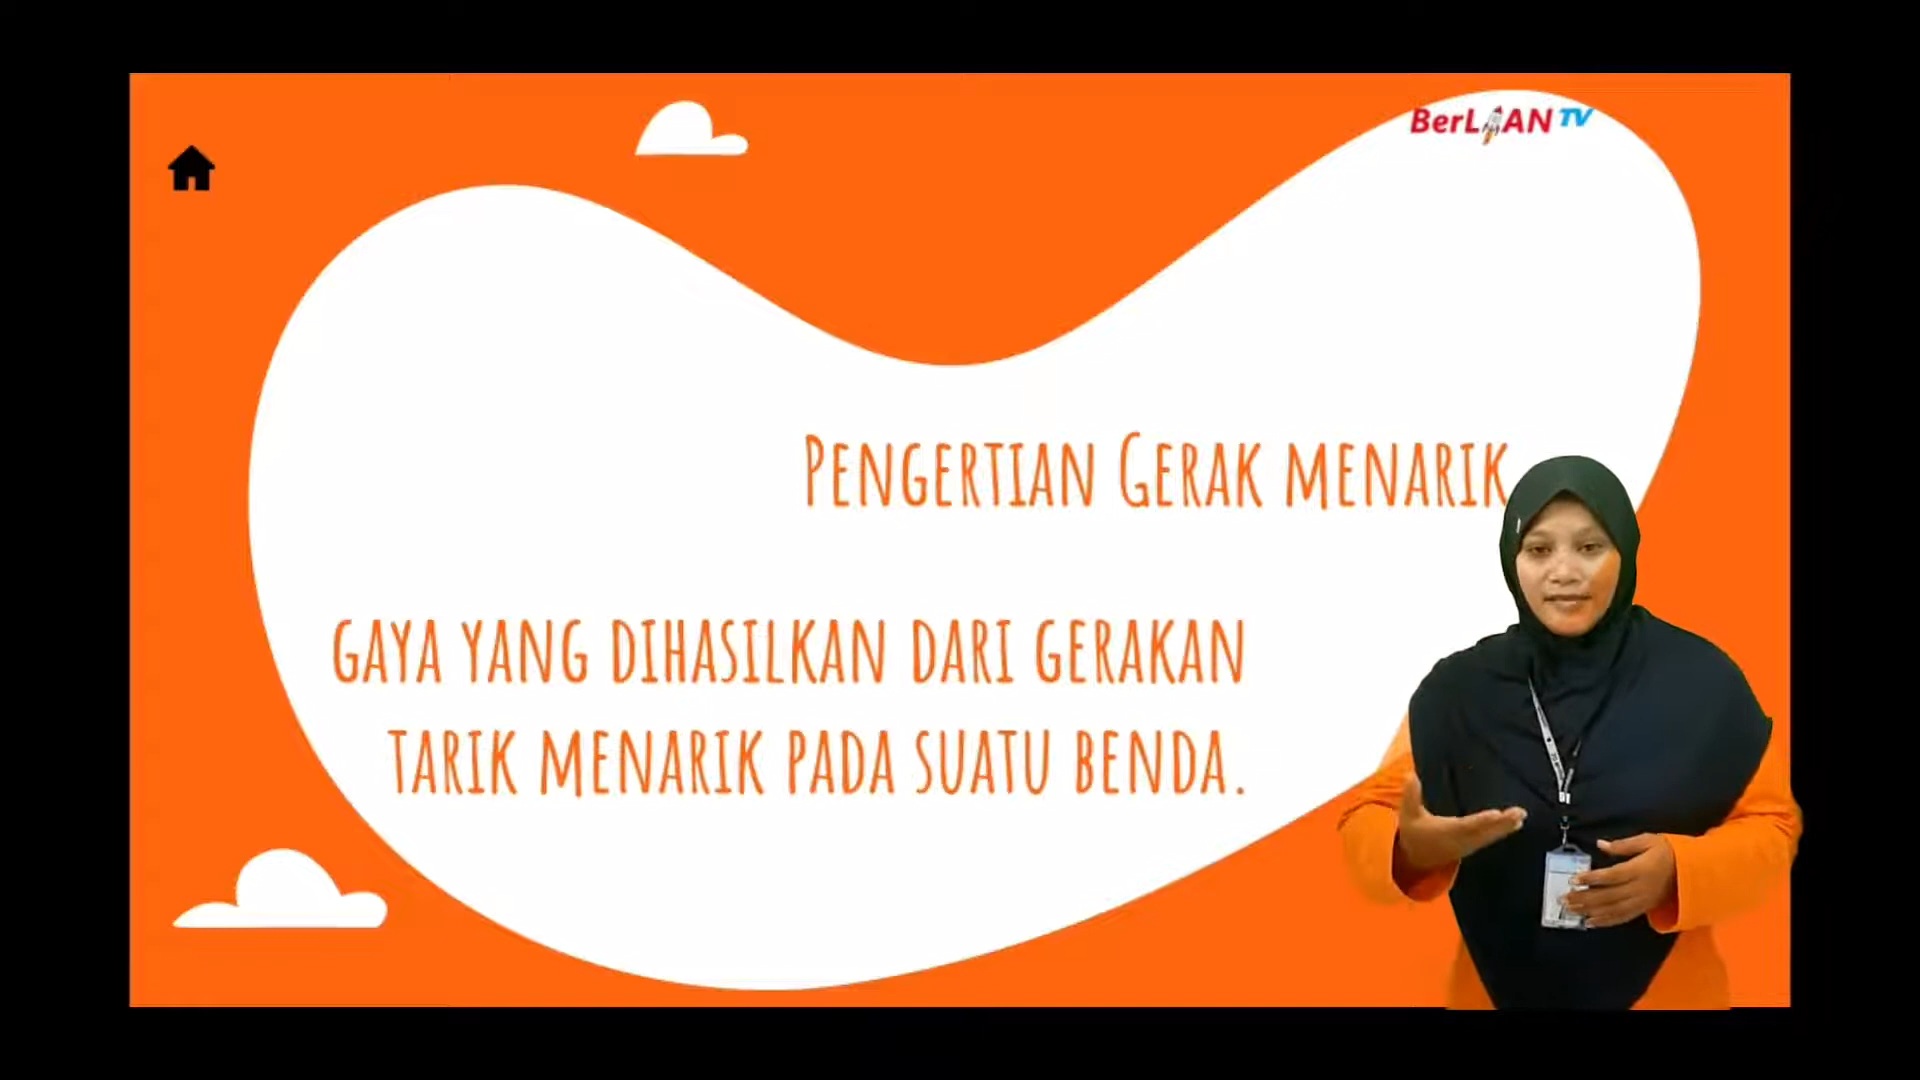 BerLIAN TV
Pengertian Gerak menarik
gaya yang dihasilkan dari gerakan
tarik menarik pada suatu benda.